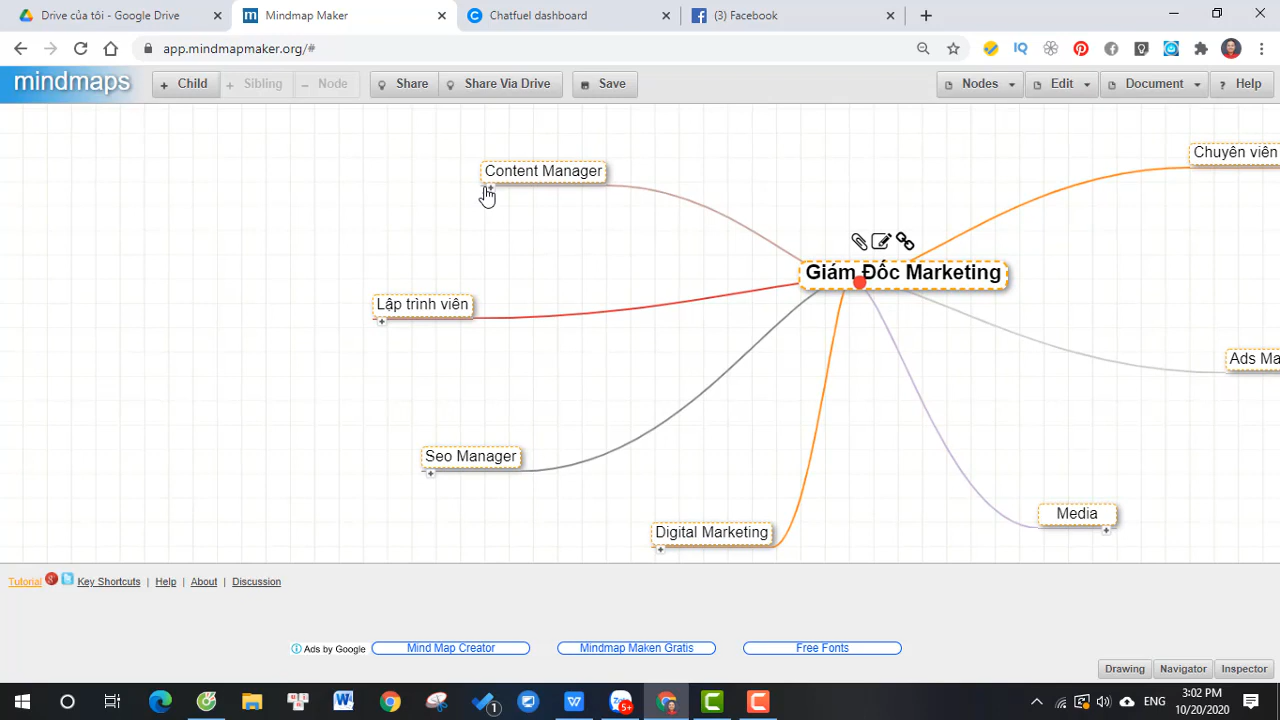 Drive của tôi - Google Drive
Mindmap Maker
Chatfuel dashboard
(3) Facebook
app.mindmapmaker.org/#
IQ
mindmaps
+ Child
+ Sibling
− Node
Share
Share Via Drive
Save
Nodes
Edit
Document
? Help
Content Manager
Chuyên viên
Giám Đốc Marketing
Lập trình viên
Ads Ma
Seo Manager
Media
Digital Marketing
Tutorial
Key Shortcuts | Help | About | Discussion
Ads by Google
Mind Map Creator
Mindmap Maken Gratis
Free Fonts
Drawing
Navigator
Inspector
1
5+
ENG
3:02 PM
10/20/2020